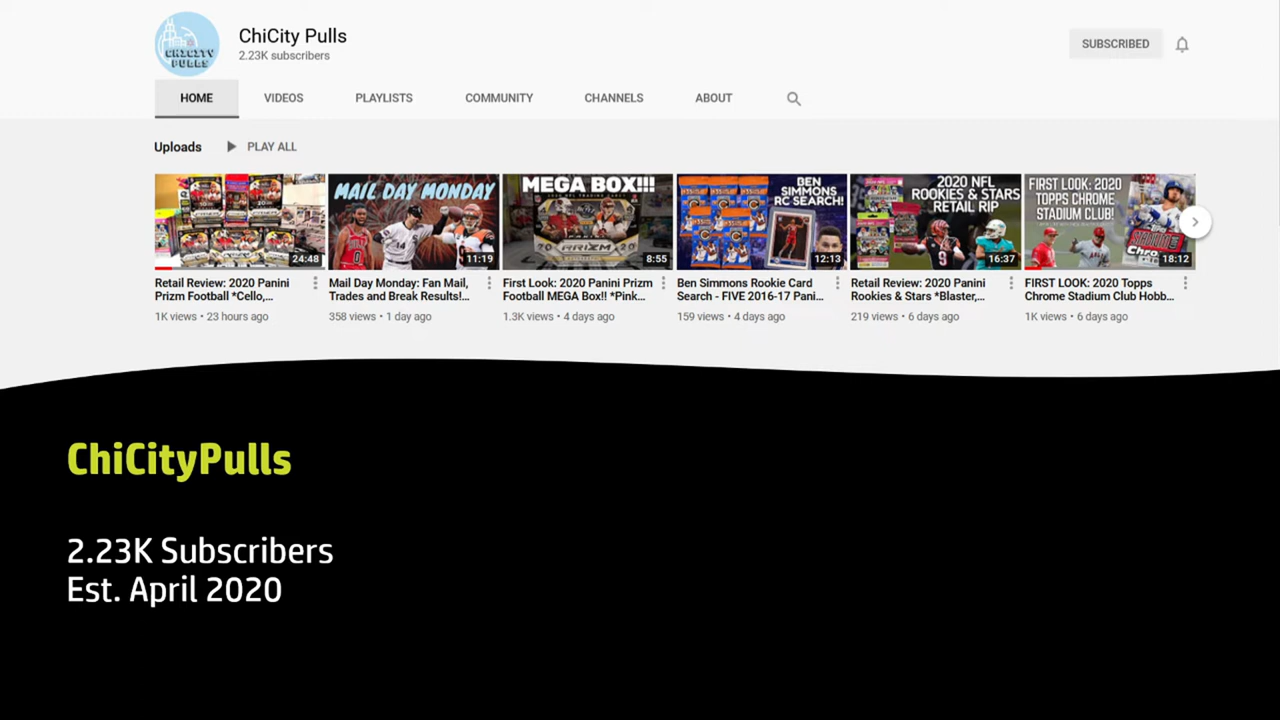 CHICITY
PULLS
ChiCity Pulls
2.23K subscribers
SUBSCRIBED
HOME
VIDEOS
PLAYLISTS
COMMUNITY
CHANNELS
ABOUT
Uploads
PLAY ALL
24:48
Retail Review: 2020 Panini
Prizm Football *Cello,...
1K views • 23 hours ago
MAIL DAY MONDAY
11:19
Mail Day Monday: Fan Mail,
Trades and Break Results!...
358 views • 1 day ago
MEGA BOX!!!
PRIZM
8:55
First Look: 2020 Panini Prizm
Football MEGA Box!! *Pink...
1.3K views • 4 days ago
BEN
SIMMONS
RC SEARCH!
12:13
Ben Simmons Rookie Card
Search - FIVE 2016-17 Pani...
159 views • 4 days ago
2020 NFL
ROOKIES & STARS
RETAIL RIP
16:37
Retail Review: 2020 Panini
Rookies & Stars *Blaster,...
219 views • 6 days ago
FIRST LOOK: 2020
TOPPS CHROME
STADIUM CLUB!
18:12
FIRST LOOK: 2020 Topps
Chrome Stadium Club Hobb...
1K views • 6 days ago
ChiCityPulls
2.23K Subscribers
Est. April 2020